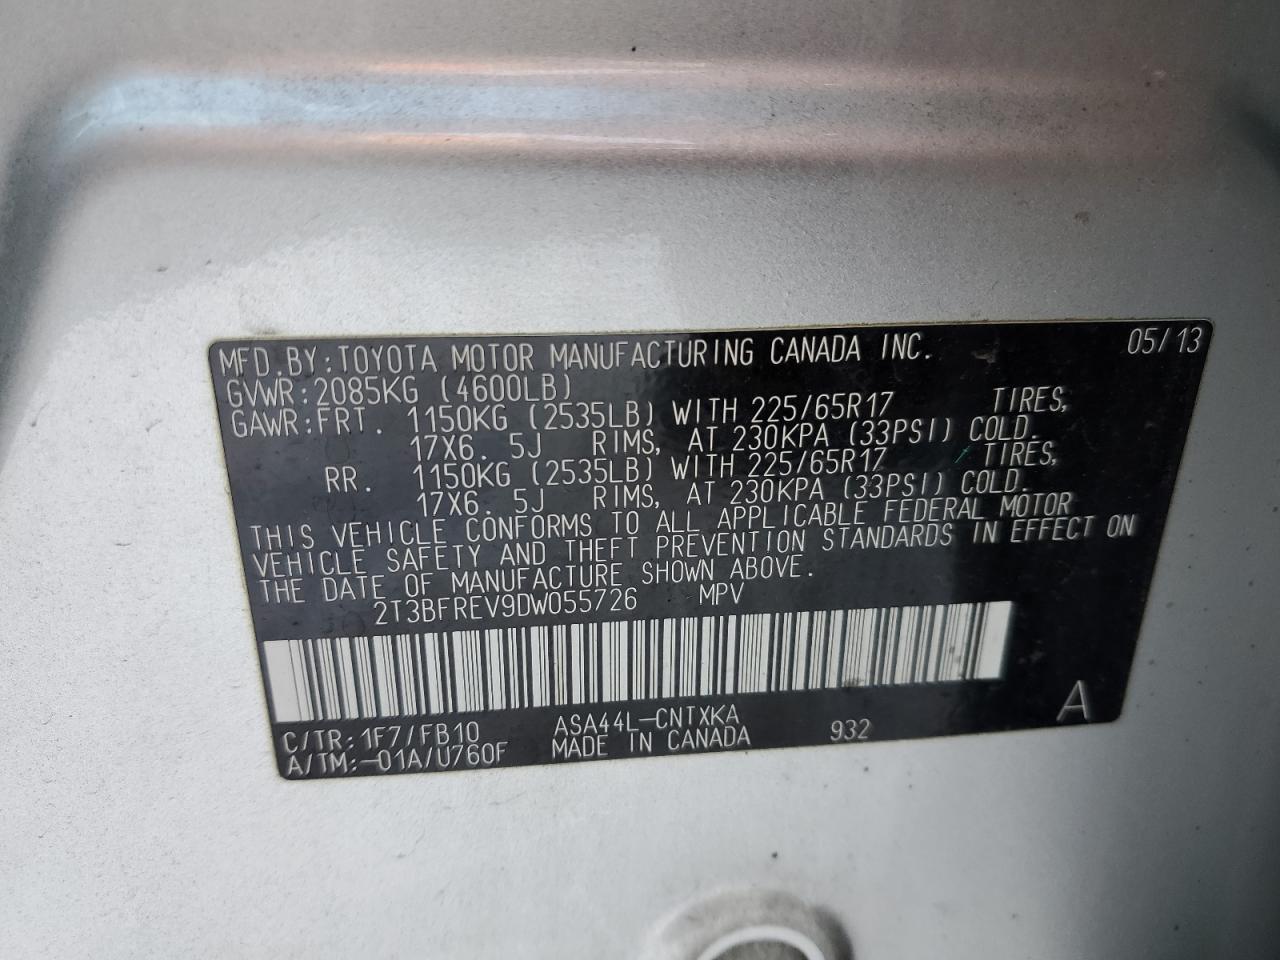 MFD.BY:TOYOTA MOTOR MANUFACTURING CANADA INC. 05/13
GVWR:2085KG (4600LB)
GAWR:FRT. 1150KG (2535LB) WITH 225/65R17 TIRES,
17X6.5J RIMS, AT 230KPA (33PSI) COLD.
RR. 1150KG (2535LB) WITH 225/65R17 TIRES,
17X6.5J RIMS, AT 230KPA (33PSI) COLD.
THIS VEHICLE CONFORMS TO ALL APPLICABLE FEDERAL MOTOR
VEHICLE SAFETY AND THEFT PREVENTION STANDARDS IN EFFECT ON
THE DATE OF MANUFACTURE SHOWN ABOVE.
2T3BFREV9DW055726 MPV
C/TR:1F7/FB10 ASA44L-CNTXKA 932 A
A/TM:-01A/U760F MADE IN CANADA